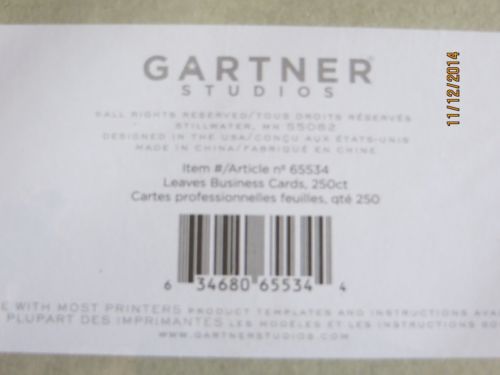 GARTNER®
STUDIOS
ALL RIGHTS RESERVED/TOUS DROITS RÉSERVÉS
STILLWATER, MN 55082
DESIGNED IN THE USA/CONÇU AUX ÉTATS-UNIS
MADE IN CHINA/FABRIQUÉ EN CHINE
Item #/Article nº 65534
Leaves Business Cards, 250ct
Cartes professionnelles feuilles, qté 250
6 34680 65534 4
WITH MOST PRINTERS PRODUCT TEMPLATES AND INSTRUCTIONS
PLUPART DES IMPRIMANTES LES MODÈLES ET LES INSTRUCTIONS
WWW.GARTNERSTUDIOS.COM
11/12/2014